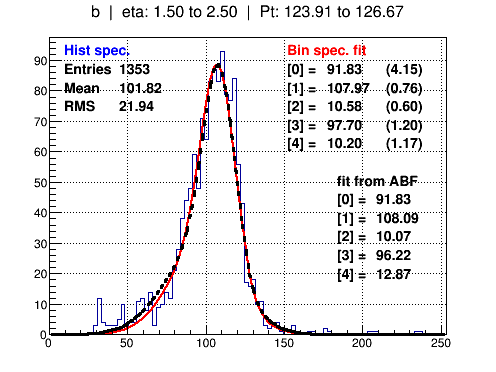 b | eta: 1.50 to 2.50 | Pt: 123.91 to 126.67
Hist spec.
Entries 1353
Mean 101.82
RMS 21.94
Bin spec. fit
[0] = 91.83 (4.15)
[1] = 107.97 (0.76)
[2] = 10.58 (0.60)
[3] = 97.70 (1.20)
[4] = 10.20 (1.17)
fit from ABF
[0] = 91.83
[1] = 108.09
[2] = 10.07
[3] = 96.22
[4] = 12.87
90
80
70
60
50
40
30
20
10
0
0 50 100 150 200 250